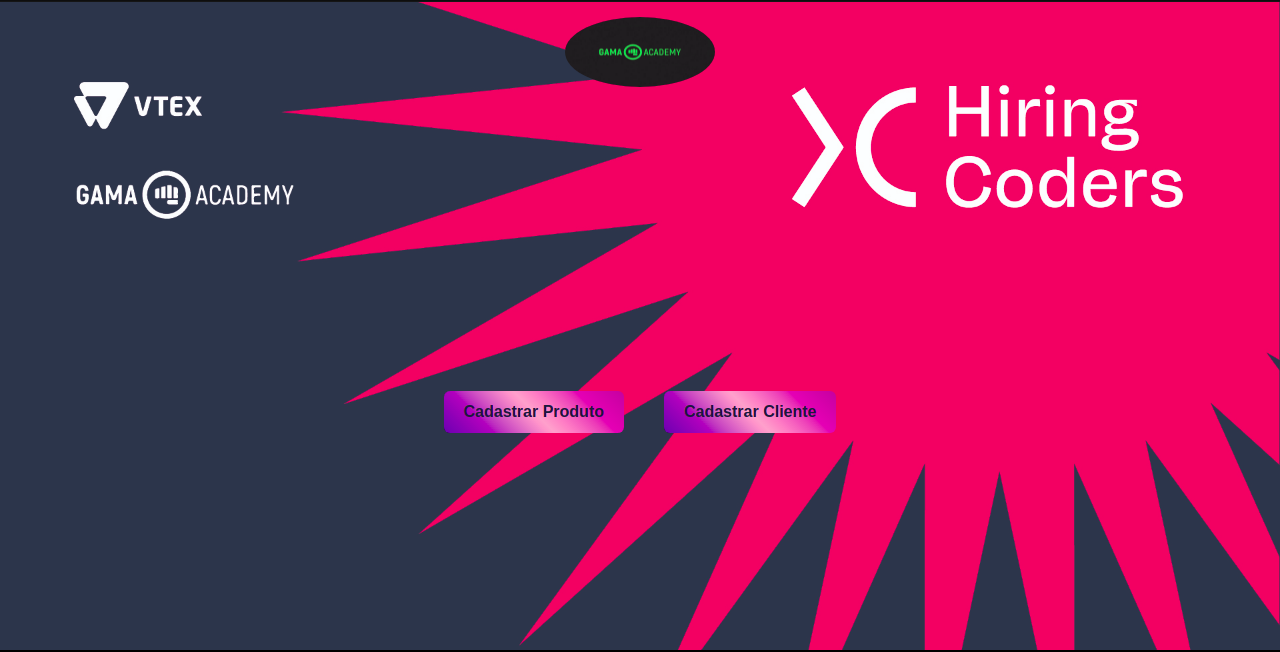 GAMA ACADEMY
VTEX
GAMA ACADEMY
Hiring
Coders
Cadastrar Produto
Cadastrar Cliente